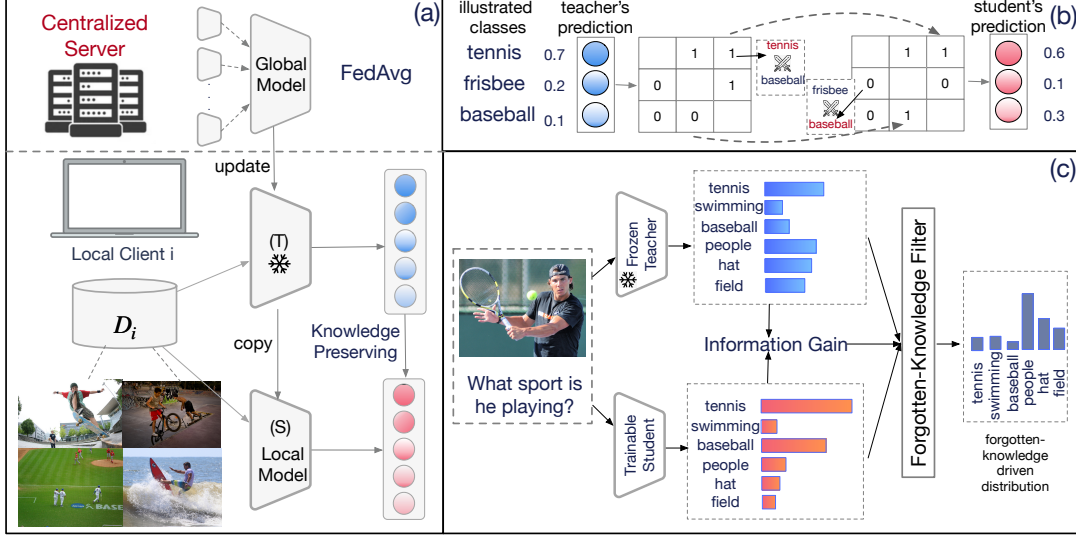 (a)
Centralized
Server
Global
Model
FedAvg
update
Local Client i
D_i
(T)
copy
Knowledge
Preserving
(S)
Local
Model
BASE
(b)
illustrated
classes
teacher's
prediction
student's
prediction
tennis 0.7
frisbee 0.2
baseball 0.1
1 1
0 1
0 0
tennis
baseball
frisbee
baseball
1 1
0 0
0 1
0.6
0.1
0.3
(c)
What sport is
he playing?
Frozen
Teacher
Trainable
Student
tennis
swimming
baseball
people
hat
field
Information Gain
tennis
swimming
baseball
people
hat
field
Forgotten-Knowledge Filter
tennis
swimming
baseball
people
hat
field
forgotten-
knowledge
driven
distribution